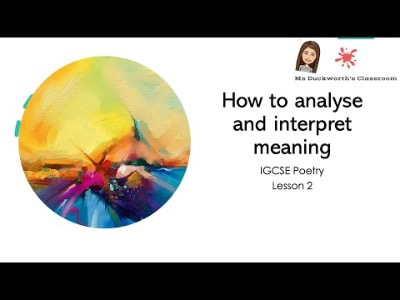 Ms Duckworth's Classroom
How to analyse
and interpret
meaning
IGCSE Poetry
Lesson 2